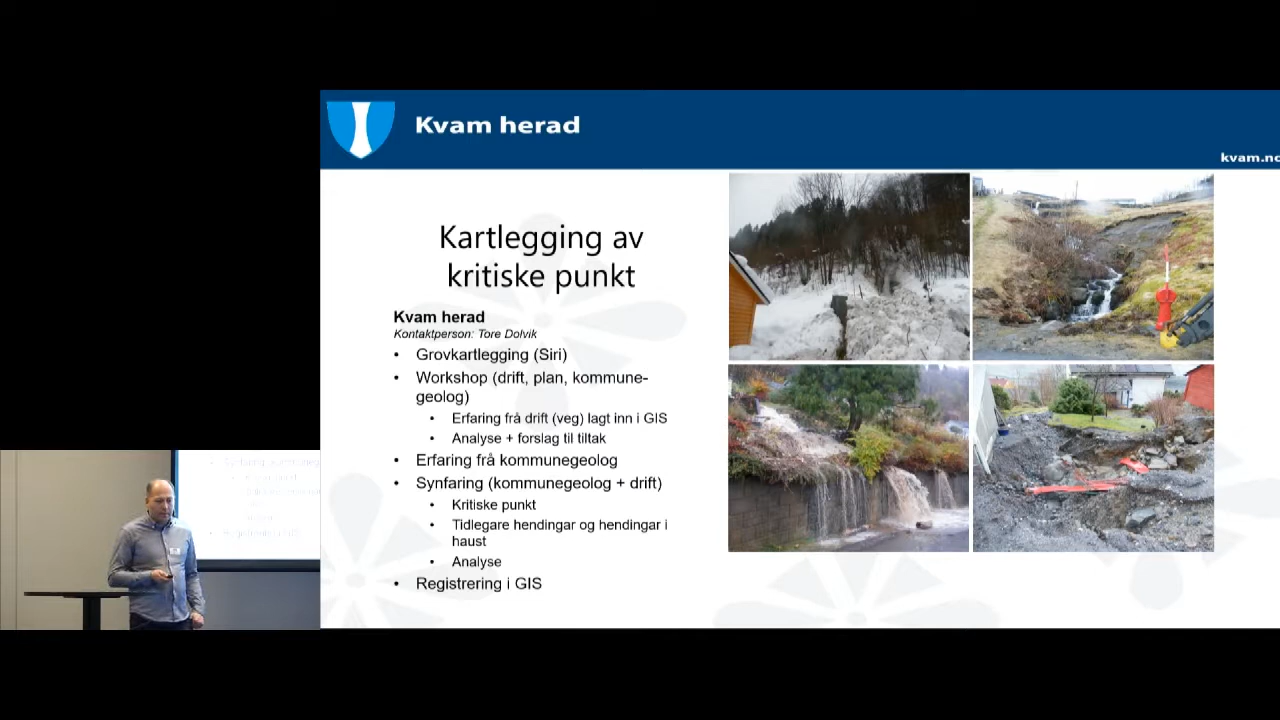 Kvam herad
kvam.no
Kartlegging av
kritiske punkt
Kvam herad
Kontaktperson: Tore Dolvik
• Grovkartlegging (Siri)
• Workshop (drift, plan, kommune-
geolog)
• Erfaring frå drift (veg) lagt inn i GIS
• Analyse + forslag til tiltak
• Erfaring frå kommunegeolog
• Synfaring (kommunegeolog + drift)
• Kritiske punkt
• Tidlegare hendingar og hendingar i
haust
• Analyse
• Registrering i GIS